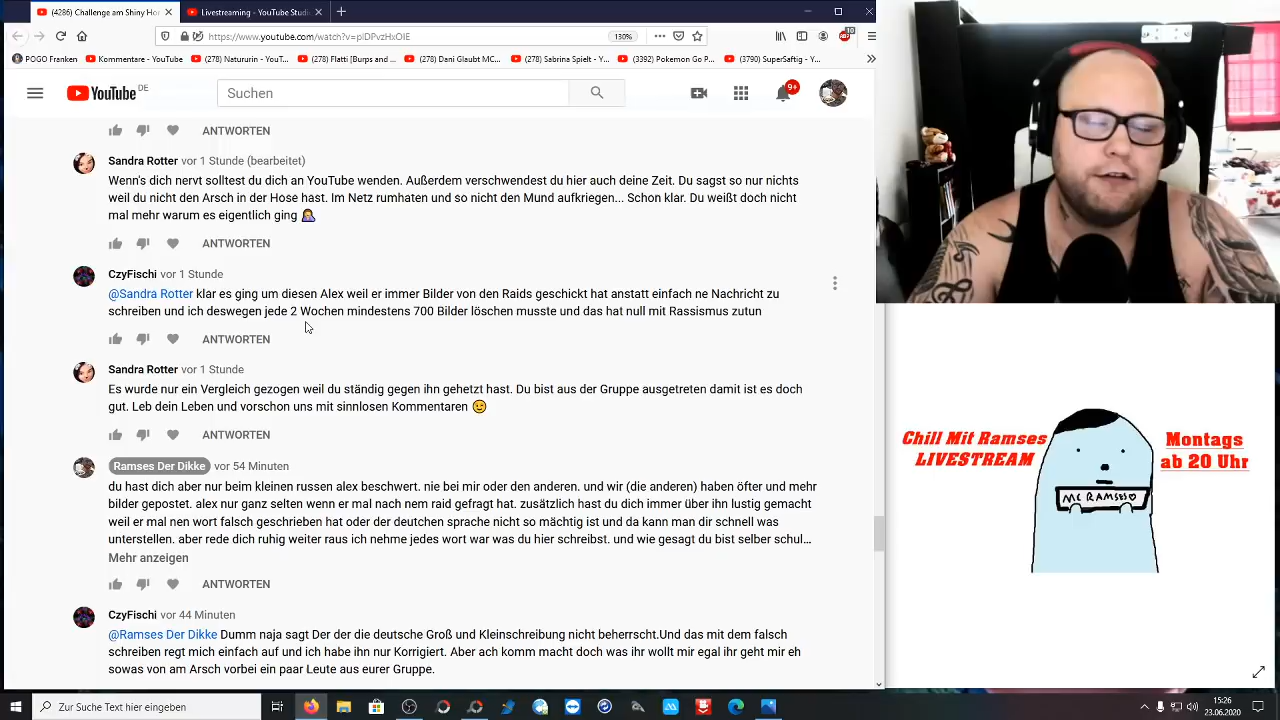 (4286) Challenge am Shiny Ho
Livestreaming - YouTube Studi
https://www.youtube.com/watch?v=pIDPvzHxOIE
130%
10
POGO Franken
Kommentare - YouTube
(278) Natururin - YouT...
(278) Flatti [Burps and ...
(278) Dani Glaubt MC...
(278) Sabrina Spielt - Y...
(3392) Pokemon Go P...
(3790) SuperSaftig - Yo...
YouTube DE
Suchen
9+
ANTWORTEN
Sandra Rotter vor 1 Stunde (bearbeitet)
Wenn's dich nervt solltest du dich an YouTube wenden. Außerdem verschwendest du hier auch deine Zeit. Du sagst so nur nichts
weil du nicht den Arsch in der Hose hast. Im Netz rumhaten und so nicht den Mund aufkriegen... Schon klar. Du weißt doch nicht
mal mehr warum es eigentlich ging 🤦‍♀️
ANTWORTEN
CzyFischi vor 1 Stunde
@Sandra Rotter klar es ging um diesen Alex weil er immer Bilder von den Raids geschickt hat anstatt einfach ne Nachricht zu
schreiben und ich deswegen jede 2 Wochen mindestens 700 Bilder löschen musste und das hat null mit Rassismus zutun
ANTWORTEN
Sandra Rotter vor 1 Stunde
Es wurde nur ein Vergleich gezogen weil du ständig gegen ihn gehetzt hast. Du bist aus der Gruppe ausgetreten damit ist es doch
gut. Leb dein Leben und vorschon uns mit sinnlosen Kommentaren 😉
ANTWORTEN
Ramses Der Dikke vor 54 Minuten
du hast dich aber nur beim kleinen russen alex beschwert. nie bei mir oder den anderen. und wir (die anderen) haben öfter und mehr
bilder gepostet. alex nur ganz selten wenn er mal nach nem raid gefragt hat. zusätzlich hast du dich immer über ihn lustig gemacht
weil er mal nen wort falsch geschrieben hat oder der deutchen sprache nicht so mächtig ist und da kann man dir schnell was
unterstellen. aber rede dich ruhig weiter raus ich nehme jedes wort war was du hier schreibst. und wie gesagt du bist selber schul...
Mehr anzeigen
ANTWORTEN
CzyFischi vor 44 Minuten
@Ramses Der Dikke Dumm naja sagt Der der die deutsche Groß und Kleinschreibung nicht beherrscht.Und das mit dem falsch
schreiben regt mich einfach auf und ich habe ihn nur Korrigiert. Aber ach komm macht doch was ihr wollt mir egal ihr geht mir eh
sowas von am Arsch vorbei ein paar Leute aus eurer Gruppe.
Chill Mit Ramses
LIVESTREAM
Montags
ab 20 Uhr
bei mir oder den
MC RAMSES♡
Zur Suche Text hier eingeben
15:26
23.06.2020